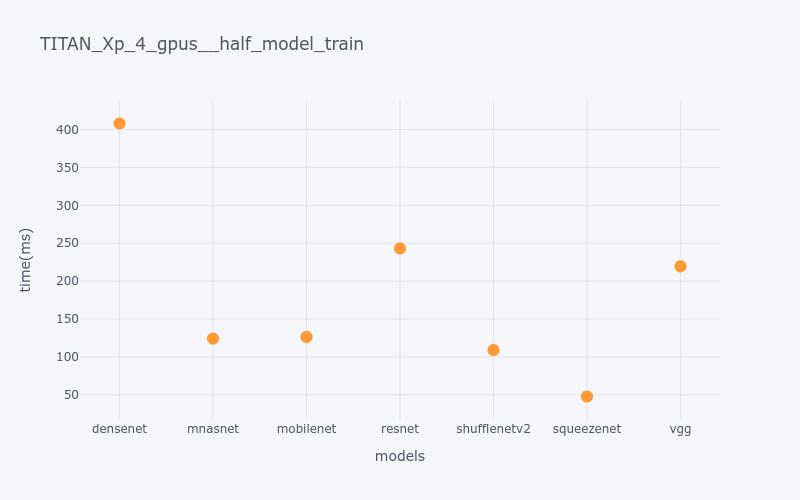 TITAN_Xp_4_gpus__half_model_train
time(ms)
400
350
300
250
200
150
100
50
densenet mnasnet mobilenet resnet shufflenetv2 squeezenet vgg
models